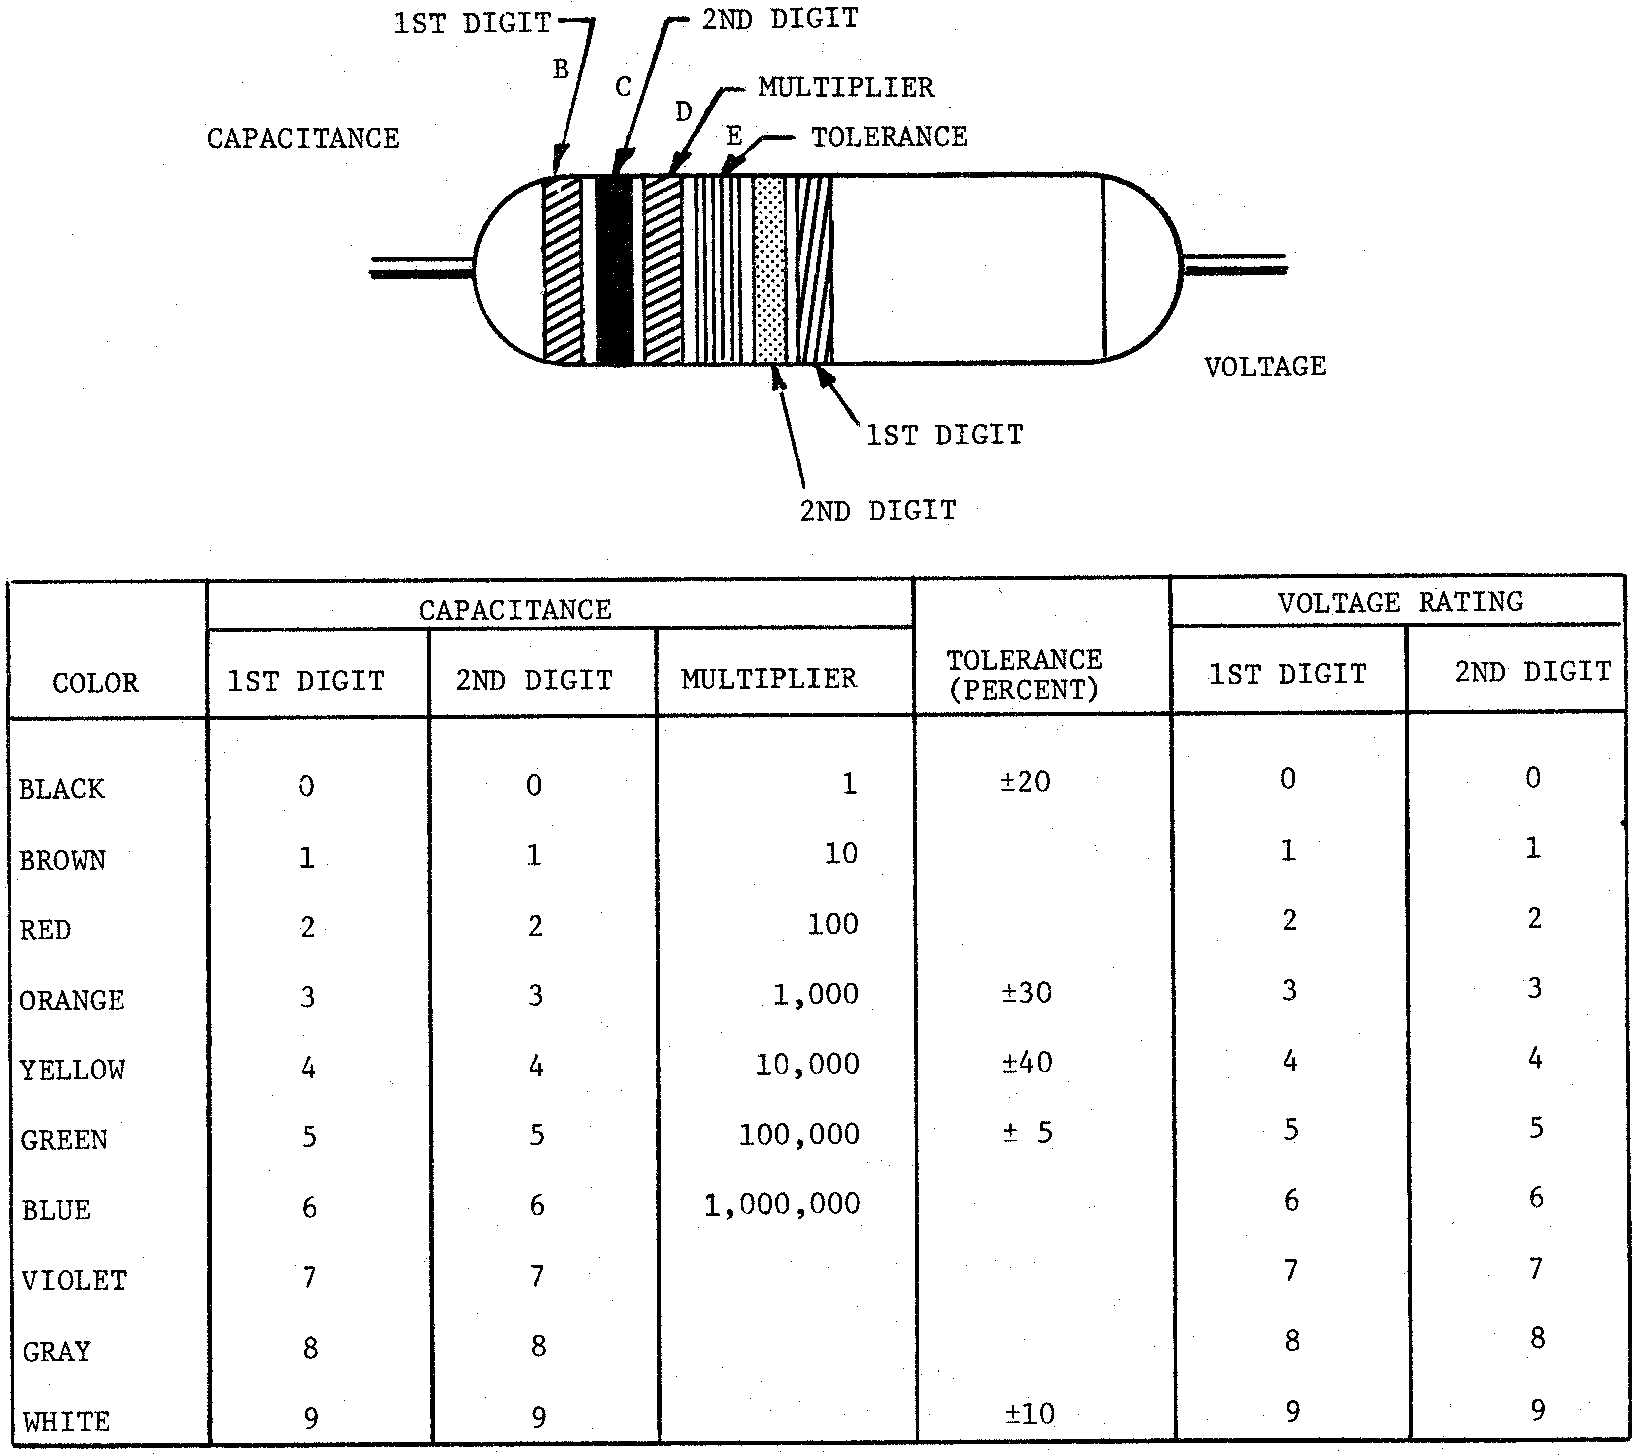 1ST DIGIT
2ND DIGIT
B
C
MULTIPLIER
D
CAPACITANCE
E
TOLERANCE
VOLTAGE
1ST DIGIT
2ND DIGIT
CAPACITANCE
VOLTAGE RATING
COLOR
1ST DIGIT
2ND DIGIT
MULTIPLIER
TOLERANCE
(PERCENT)
1ST DIGIT
2ND DIGIT
BLACK 0 0 1 ±20 0 0
BROWN 1 1 10 1 1
RED 2 2 100 2 2
ORANGE 3 3 1,000 ±30 3 3
YELLOW 4 4 10,000 ±40 4 4
GREEN 5 5 100,000 ± 5 5 5
BLUE 6 6 1,000,000 6 6
VIOLET 7 7 7 7
GRAY 8 8 8 8
WHITE 9 9 ±10 9 9